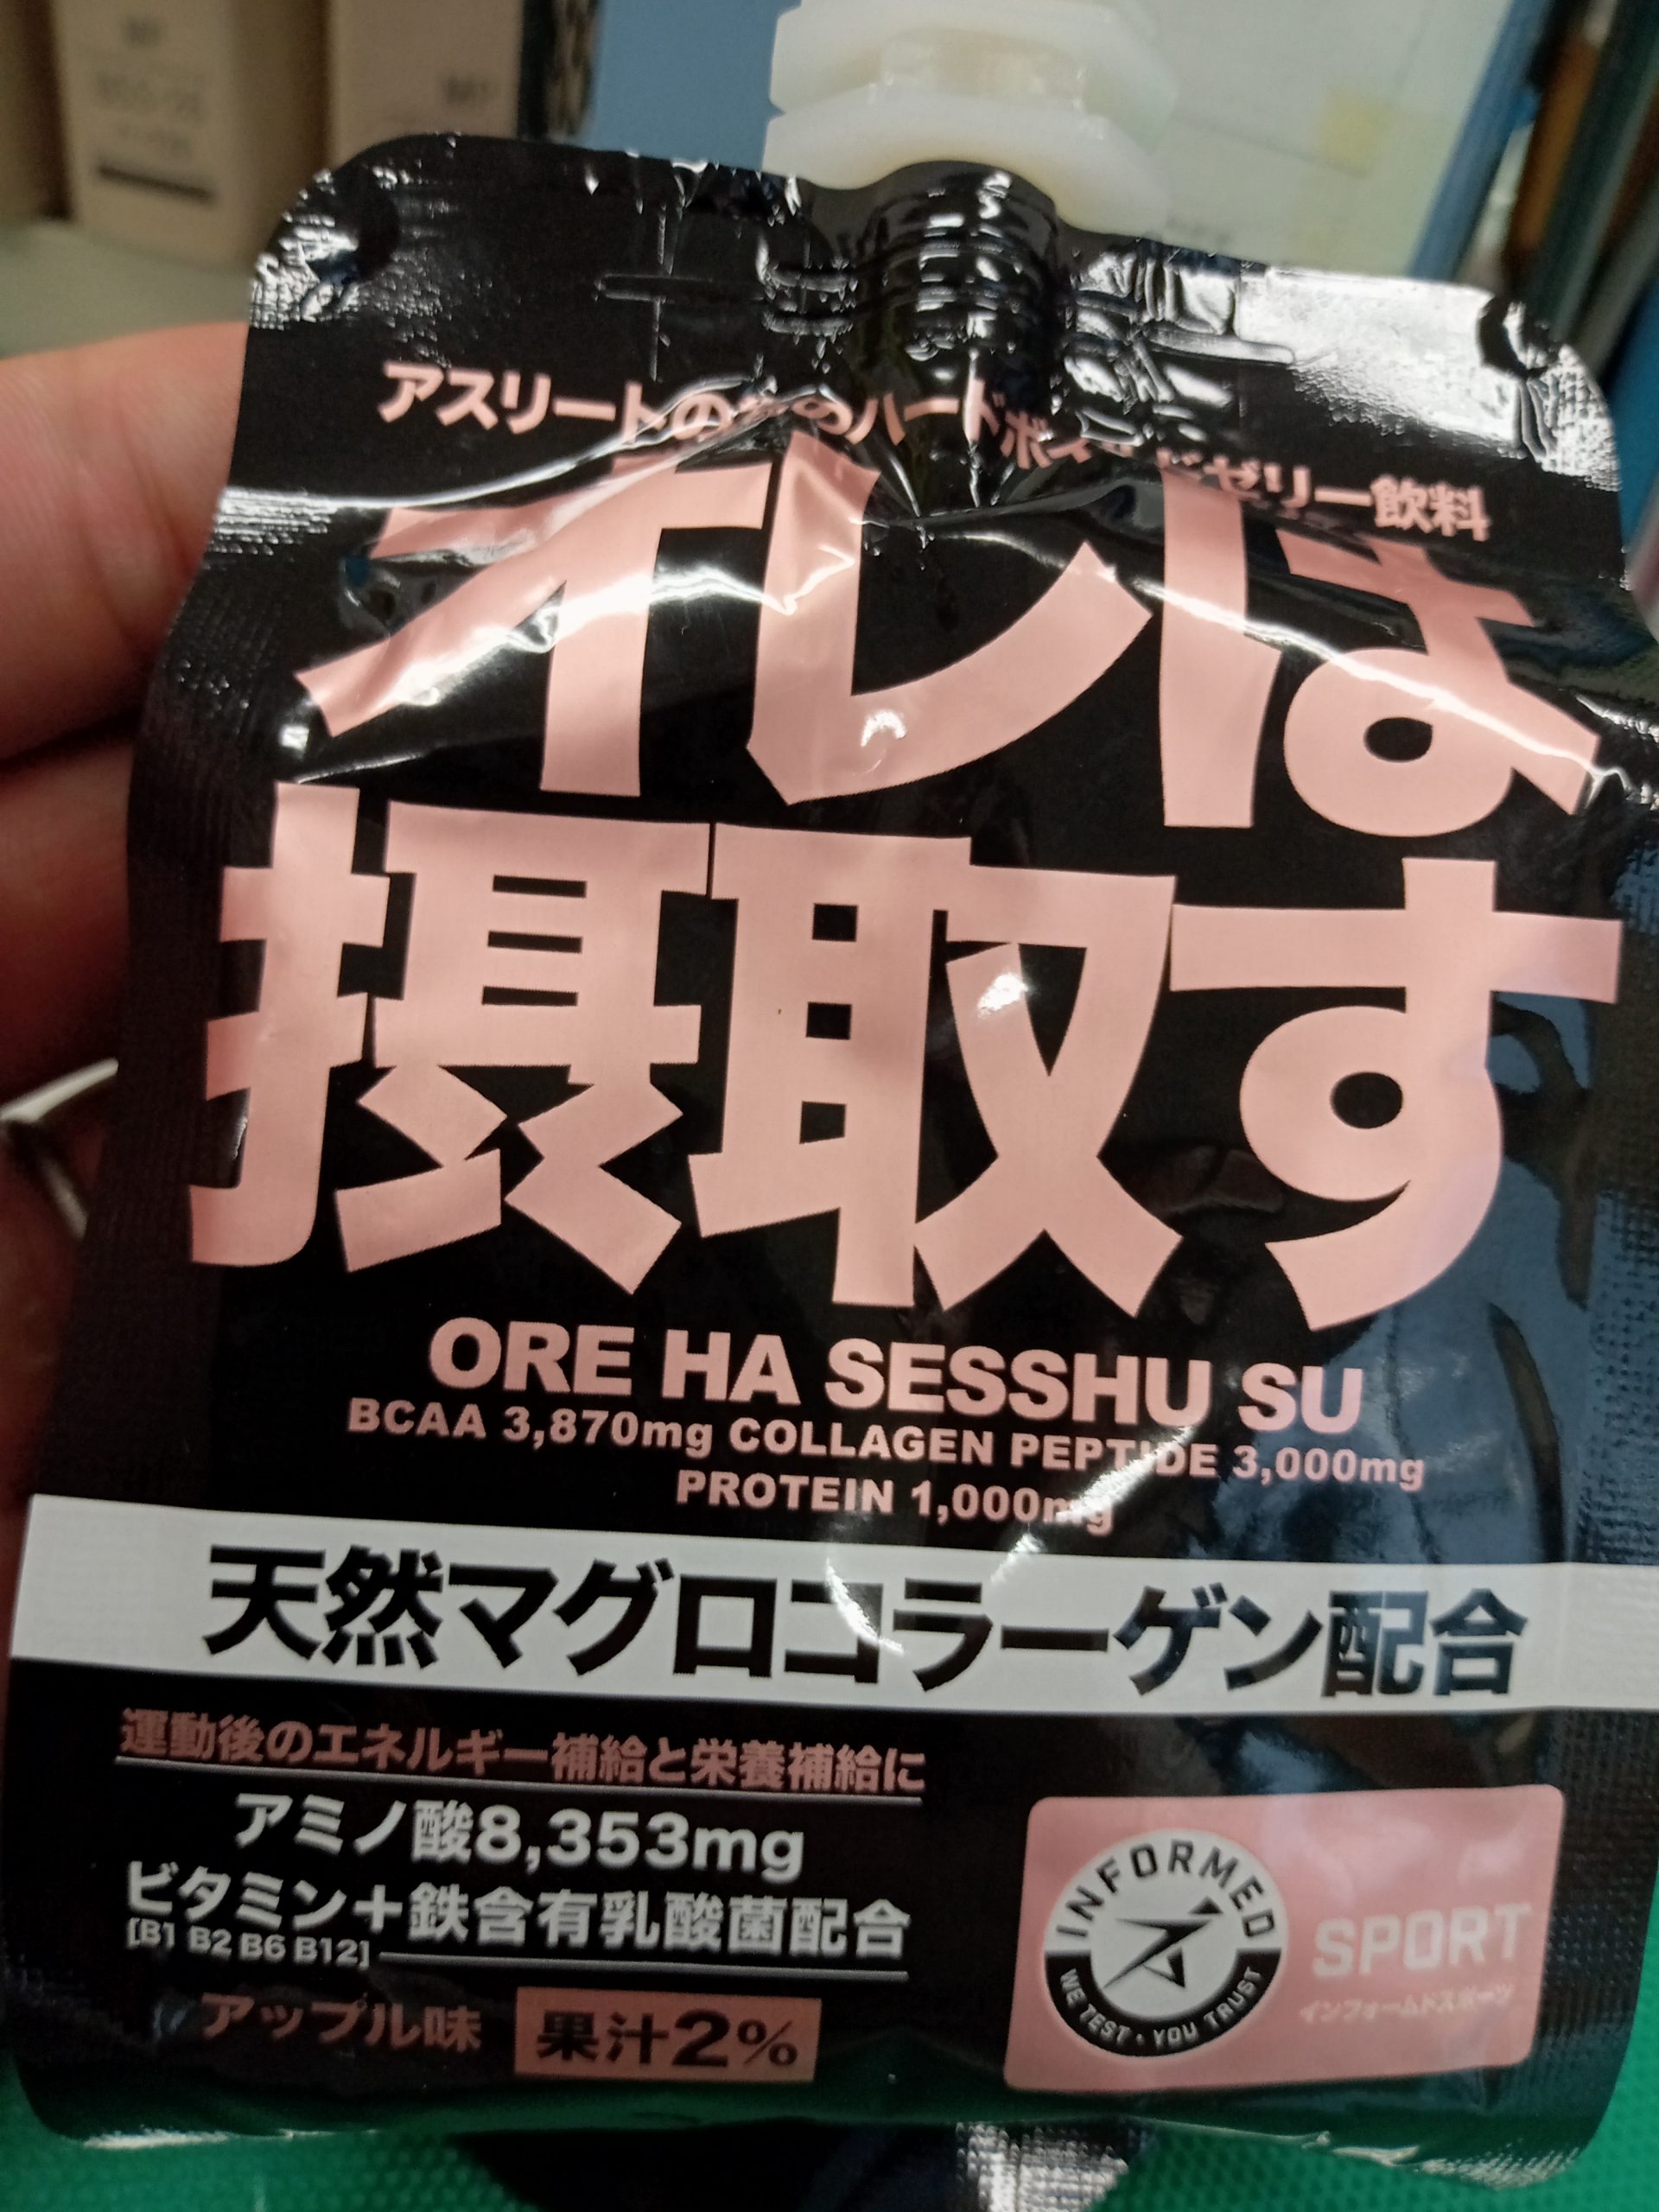 アスリートのためのハードボイルドゼリー飲料
オレは
摂取す
ORE HA SESSHU SU
BCAA 3,870mg COLLAGEN PEPTIDE 3,000mg
PROTEIN 1,000mg
天然マグロコラーゲン配合
運動後のエネルギー補給と栄養補給に
アミノ酸8,353mg
ビタミン+鉄含有乳酸菌配合
[B1 B2 B6 B12]
アップル味 果汁2%
INFORMED
WE TEST・YOU TRUST
SPORT
インフォームドスポーツ